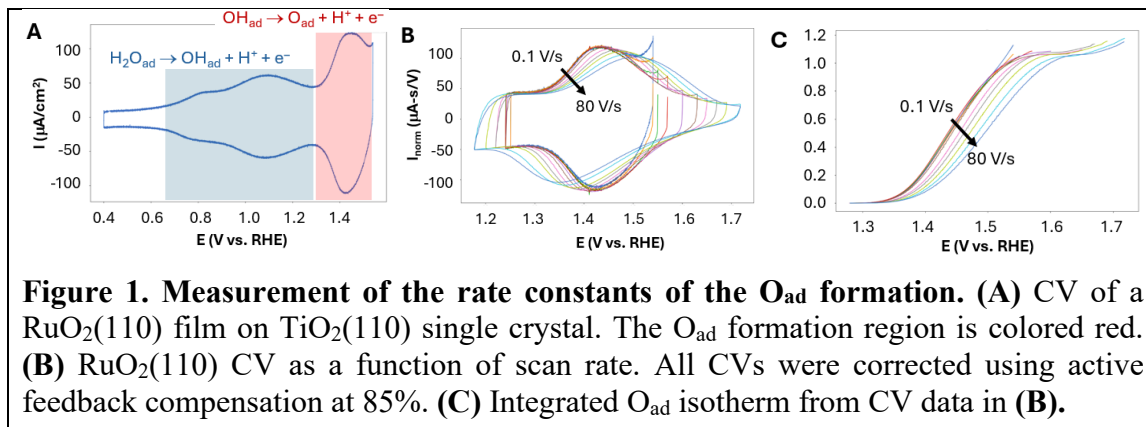 A
OHad → Oad + H⁺ + e⁻
H₂Oad → OHad + H⁺ + e⁻
I (µA/cm²)
100
50
0
-50
-100
0.4 0.6 0.8 1.0 1.2 1.4
E (V vs. RHE)
B
0.1 V/s
80 V/s
Inorm (µA-s/V)
100
50
0
-50
-100
1.2 1.3 1.4 1.5 1.6 1.7
E (V vs. RHE)
C
0.1 V/s
80 V/s
1.2
1.0
0.8
0.6
0.4
0.2
0.0
1.3 1.4 1.5 1.6 1.7
E (V vs. RHE)
Figure 1. Measurement of the rate constants of the Oad formation. (A) CV of a
RuO₂(110) film on TiO₂(110) single crystal. The Oad formation region is colored red.
(B) RuO₂(110) CV as a function of scan rate. All CVs were corrected using active
feedback compensation at 85%. (C) Integrated Oad isotherm from CV data in (B).